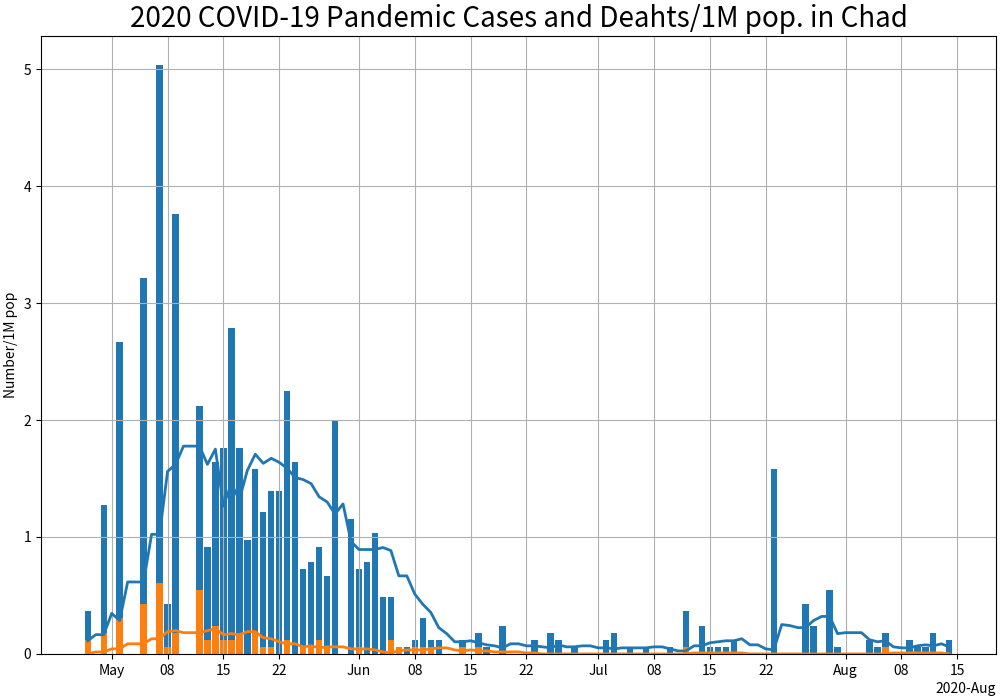 2020 COVID-19 Pandemic Cases and Deahts/1M pop. in Chad
Number/1M pop
5
4
3
2
1
0
May 08 15 22 Jun 08 15 22 Jul 08 15 22 Aug 08 15
2020-Aug